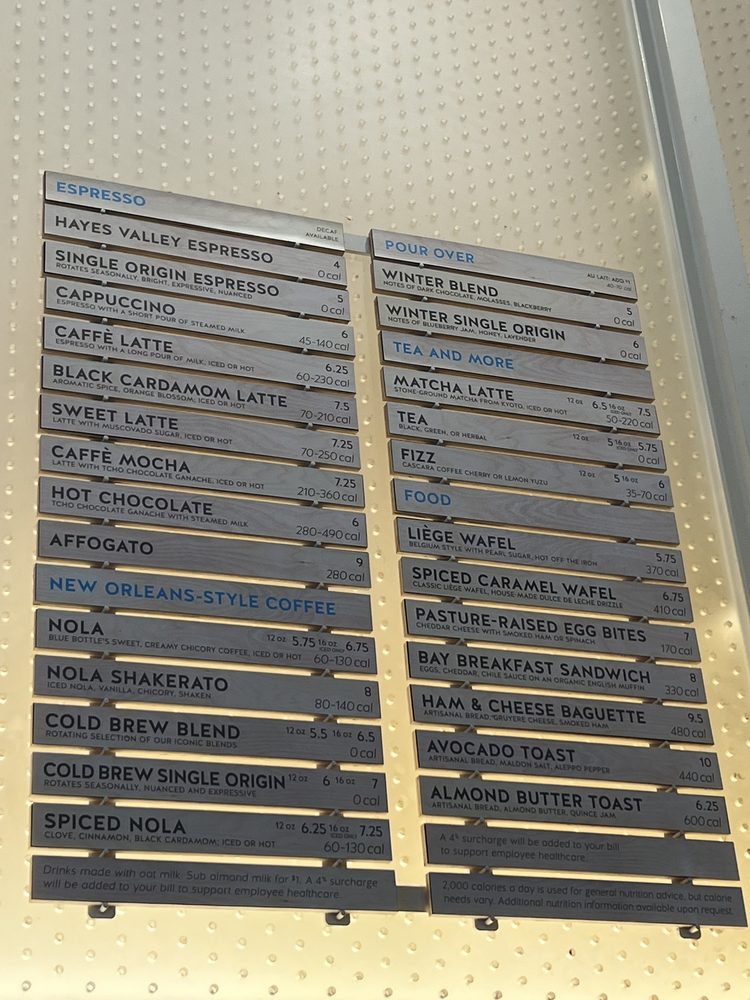 ESPRESSO
DECAF
AVAILABLE
HAYES VALLEY ESPRESSO 4
0 cal
SINGLE ORIGIN ESPRESSO 5
ROTATES SEASONALLY, BRIGHT, EXPRESSIVE, NUANCED 0 cal
CAPPUCCINO 6
ESPRESSO WITH A SHORT POUR OF STEAMED MILK 45-140 cal
CAFFÈ LATTE 6.25
ESPRESSO WITH A LONG POUR OF MILK, ICED OR HOT 60-230 cal
BLACK CARDAMOM LATTE 7.5
AROMATIC SPICE, ORANGE BLOSSOM; ICED OR HOT 70-210 cal
SWEET LATTE 7.25
LATTE WITH MUSCOVADO SUGAR, ICED OR HOT 70-250 cal
CAFFÈ MOCHA 7.25
LATTE WITH TCHO CHOCOLATE GANACHE, ICED OR HOT 210-360 cal
HOT CHOCOLATE 6
TCHO CHOCOLATE GANACHE WITH STEAMED MILK 280-490 cal
AFFOGATO 9
280 cal
NEW ORLEANS-STYLE COFFEE
NOLA 12 oz 5.75 16 oz ICED ONLY 6.75
BLUE BOTTLE'S SWEET, CREAMY CHICORY COFFEE, ICED OR HOT 60-130 cal
NOLA SHAKERATO 8
ICED NOLA, VANILLA, CHICORY, SHAKEN 80-140 cal
COLD BREW BLEND 12 oz 5.5 16 oz 6.5
ROTATING SELECTION OF OUR ICONIC BLENDS 0 cal
COLD BREW SINGLE ORIGIN 12 oz 6 16 oz 7
ROTATES SEASONALLY, NUANCED AND EXPRESSIVE 0 cal
SPICED NOLA 12 oz 6.25 16 oz ICED ONLY 7.25
CLOVE, CINNAMON, BLACK CARDAMOM; ICED OR HOT 60-130 cal
Drinks made with oat milk. Sub almond milk for $1. A 4% surcharge
will be added to your bill to support employee healthcare.
POUR OVER
AU LAIT: ADD
40-70 cal
WINTER BLEND 5
NOTES OF DARK CHOCOLATE, MOLASSES, BLACKBERRY 0 cal
WINTER SINGLE ORIGIN 6
NOTES OF BLUEBERRY JAM, HONEY, LAVENDER 0 cal
TEA AND MORE
MATCHA LATTE 12 oz 6.5 16 oz ICED ONLY 7.5
STONE-GROUND MATCHA FROM KYOTO, ICED OR HOT 50-220 cal
TEA 12 oz 5 16 oz ICED ONLY 5.75
BLACK, GREEN, OR HERBAL 0 cal
FIZZ 12 oz 5 16 oz 6
CASCARA COFFEE CHERRY OR LEMON YUZU 35-70 cal
FOOD
LIÈGE WAFEL 5.75
BELGIUM STYLE WITH PEARL SUGAR, HOT OFF THE IRON 370 cal
SPICED CARAMEL WAFEL 6.75
CLASSIC LIÈGE WAFEL, HOUSE-MADE DULCE DE LECHE DRIZZLE 410 cal
PASTURE-RAISED EGG BITES 7
CHEDDAR CHEESE WITH SMOKED HAM OR SPINACH 170 cal
BAY BREAKFAST SANDWICH 8
EGGS, CHEDDAR, CHILE SAUCE ON AN ORGANIC ENGLISH MUFFIN 330 cal
HAM & CHEESE BAGUETTE 9.5
ARTISANAL BREAD, GRUYERE CHEESE, SMOKED HAM 480 cal
AVOCADO TOAST 10
ARTISANAL BREAD, MALDON SALT, ALEPPO PEPPER 440 cal
ALMOND BUTTER TOAST 6.25
ARTISANAL BREAD, ALMOND BUTTER, QUINCE JAM 600 cal
A 4% surcharge will be added to your bill
to support employee healthcare.
2,000 calories a day is used for general nutrition advice, but calorie
needs vary. Additional nutrition information available upon request.